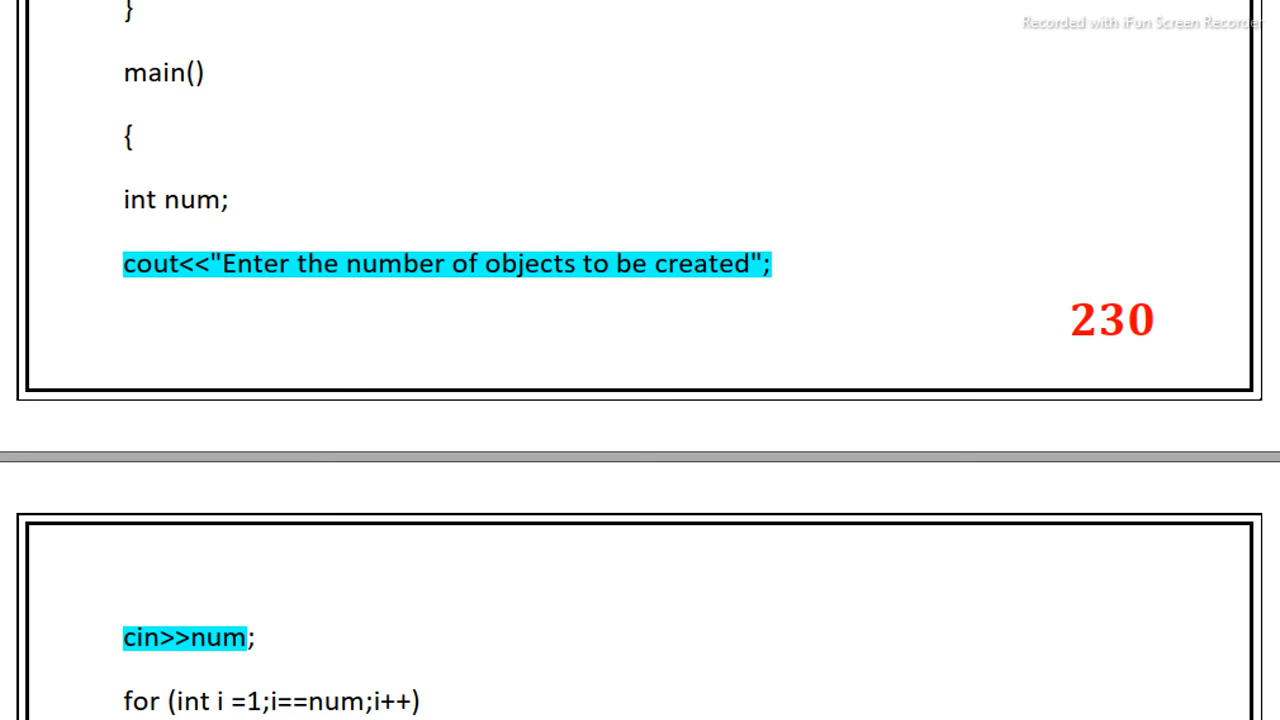 }
Recorded with iFun Screen Recorder
main()
{
int num;
cout<<"Enter the number of objects to be created";
230
cin>>num;
for (int i =1;i==num;i++)